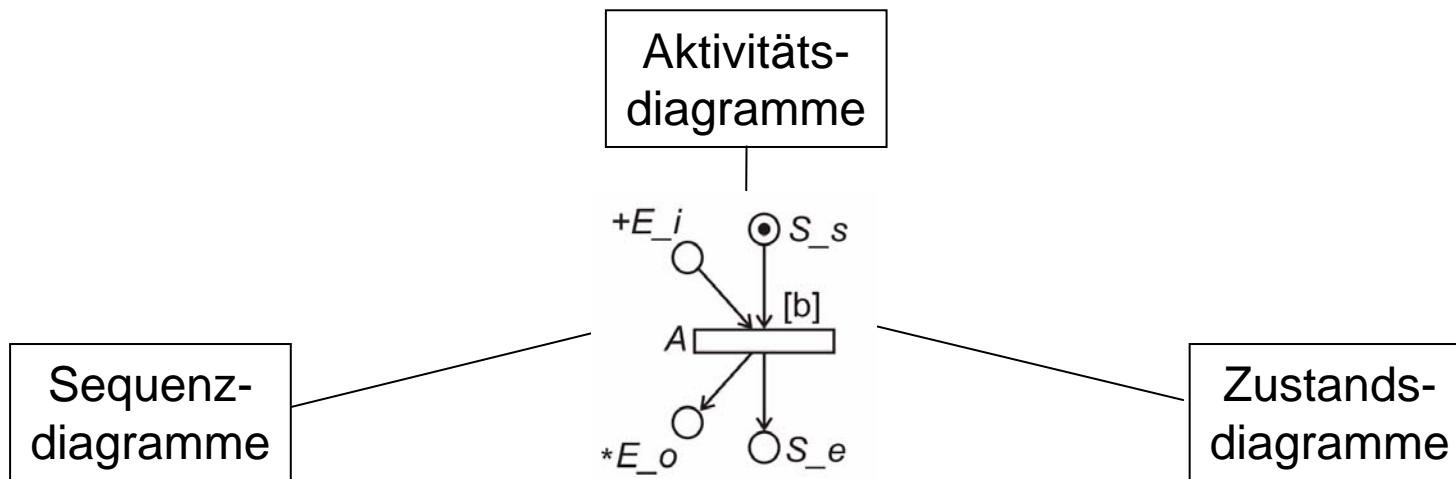 Aktivitäts-
diagramme
+E_i
S_s
[b]
A
*E_o
S_e
Sequenz-
diagramme
Zustands-
diagramme